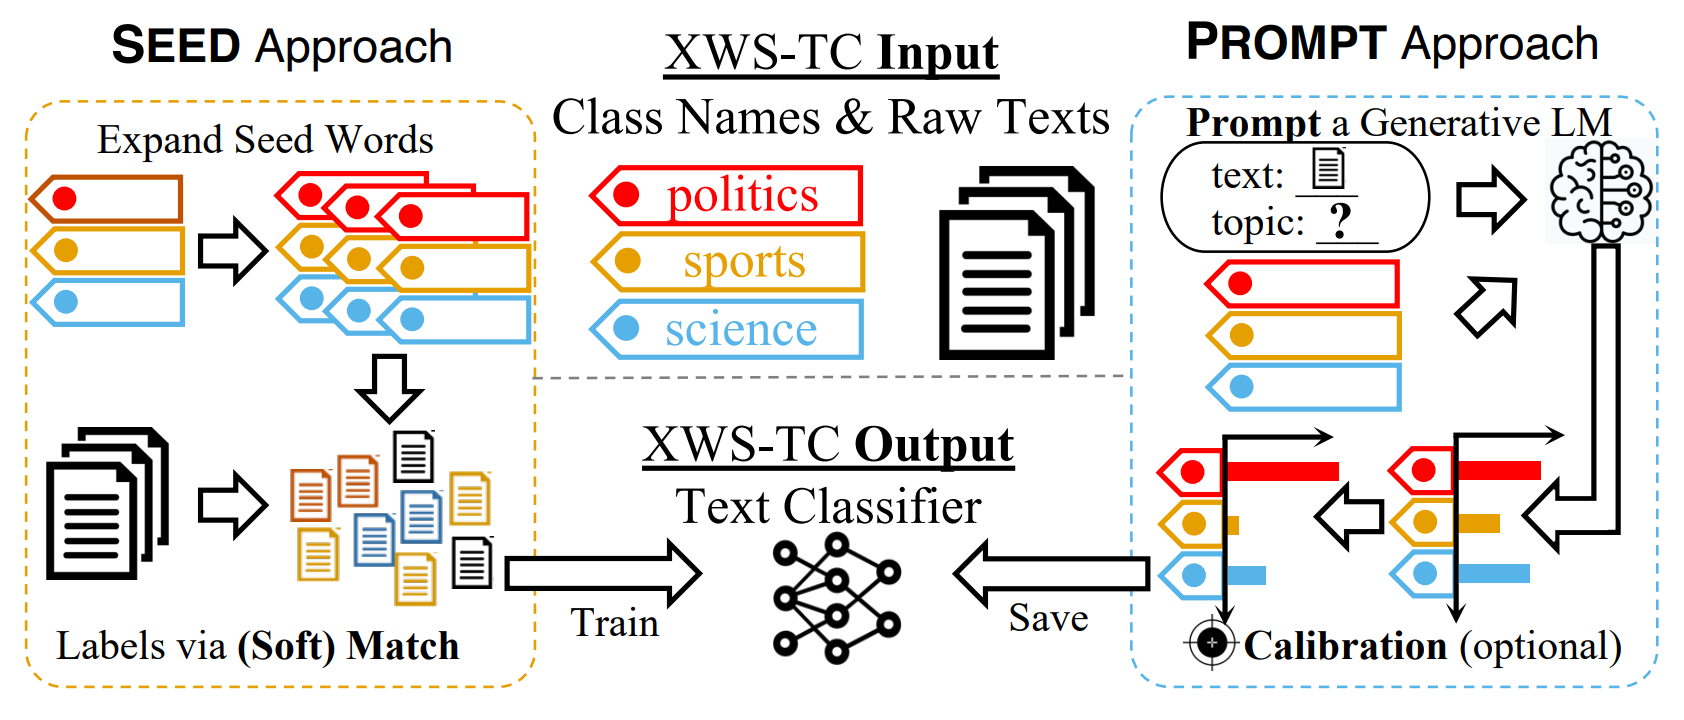 SEED Approach
Expand Seed Words
Labels via (Soft) Match
XWS-TC Input
Class Names & Raw Texts
politics
sports
science
XWS-TC Output
Text Classifier
Train
Save
PROMPT Approach
Prompt a Generative LM
text:
topic: ?
Calibration (optional)